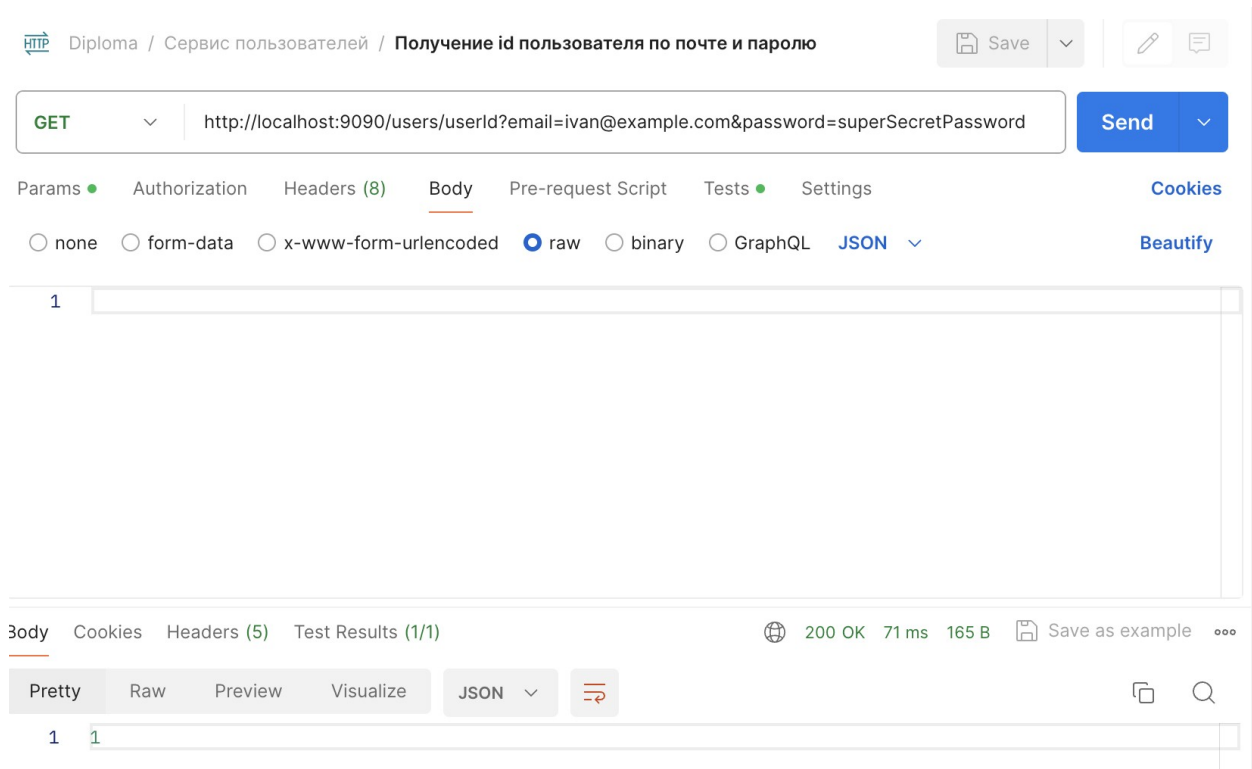 HTTP Diploma / Сервис пользователей / Получение id пользователя по почте и паролю Save
GET http://localhost:9090/users/userId?email=ivan@example.com&password=superSecretPassword Send
Params Authorization Headers (8) Body Pre-request Script Tests Settings Cookies
none form-data x-www-form-urlencoded raw binary GraphQL JSON Beautify
1
Body Cookies Headers (5) Test Results (1/1) 200 OK 71 ms 165 B Save as example
Pretty Raw Preview Visualize JSON
1 1